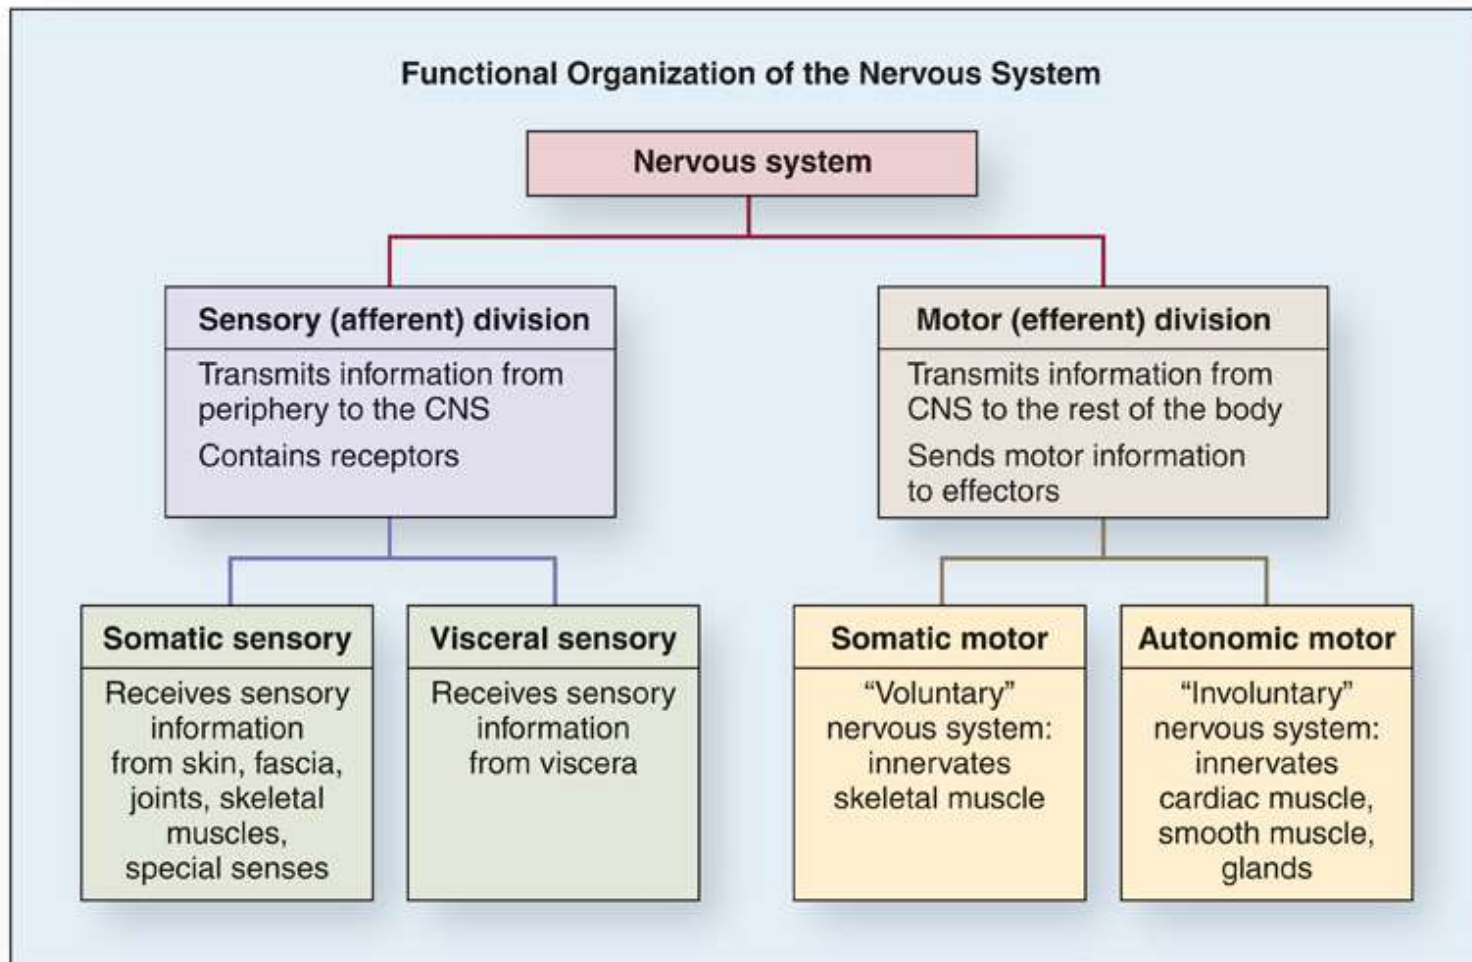 Functional Organization of the Nervous System
Nervous system
Sensory (afferent) division
Transmits information from
periphery to the CNS
Contains receptors
Motor (efferent) division
Transmits information from
CNS to the rest of the body
Sends motor information
to effectors
Somatic sensory
Receives sensory
information
from skin, fascia,
joints, skeletal
muscles,
special senses
Visceral sensory
Receives sensory
information
from viscera
Somatic motor
“Voluntary”
nervous system:
innervates
skeletal muscle
Autonomic motor
“Involuntary”
nervous system:
innervates
cardiac muscle,
smooth muscle,
glands